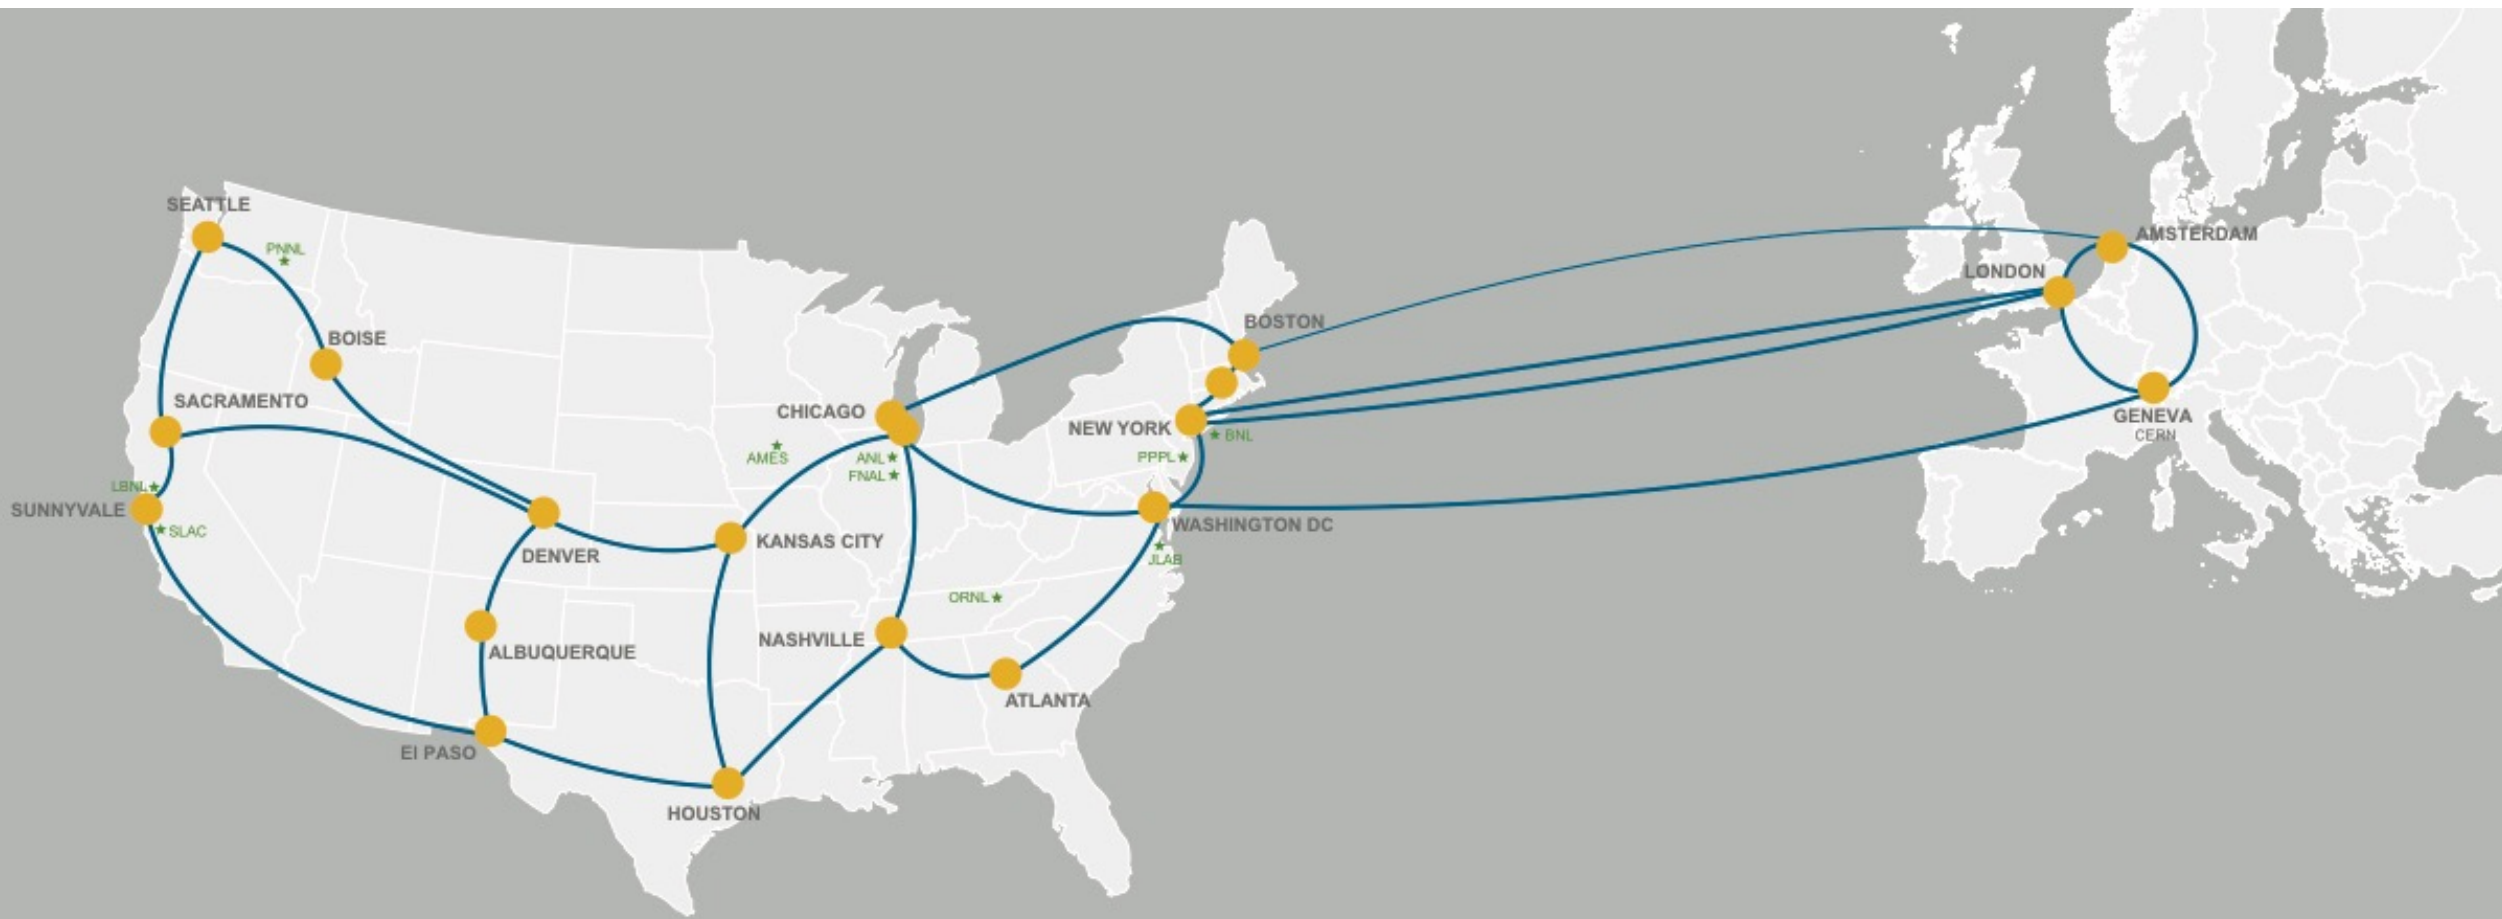 SEATTLE
PNNL
BOISE
SACRAMENTO
LBNL
SUNNYVALE
SLAC
DENVER
ALBUQUERQUE
El PASO
HOUSTON
KANSAS CITY
AMES
CHICAGO
ANL
FNAL
NASHVILLE
ORNL
ATLANTA
BOSTON
NEW YORK
BNL
PPPL
WASHINGTON DC
JLAB
AMSTERDAM
LONDON
GENEVA
CERN